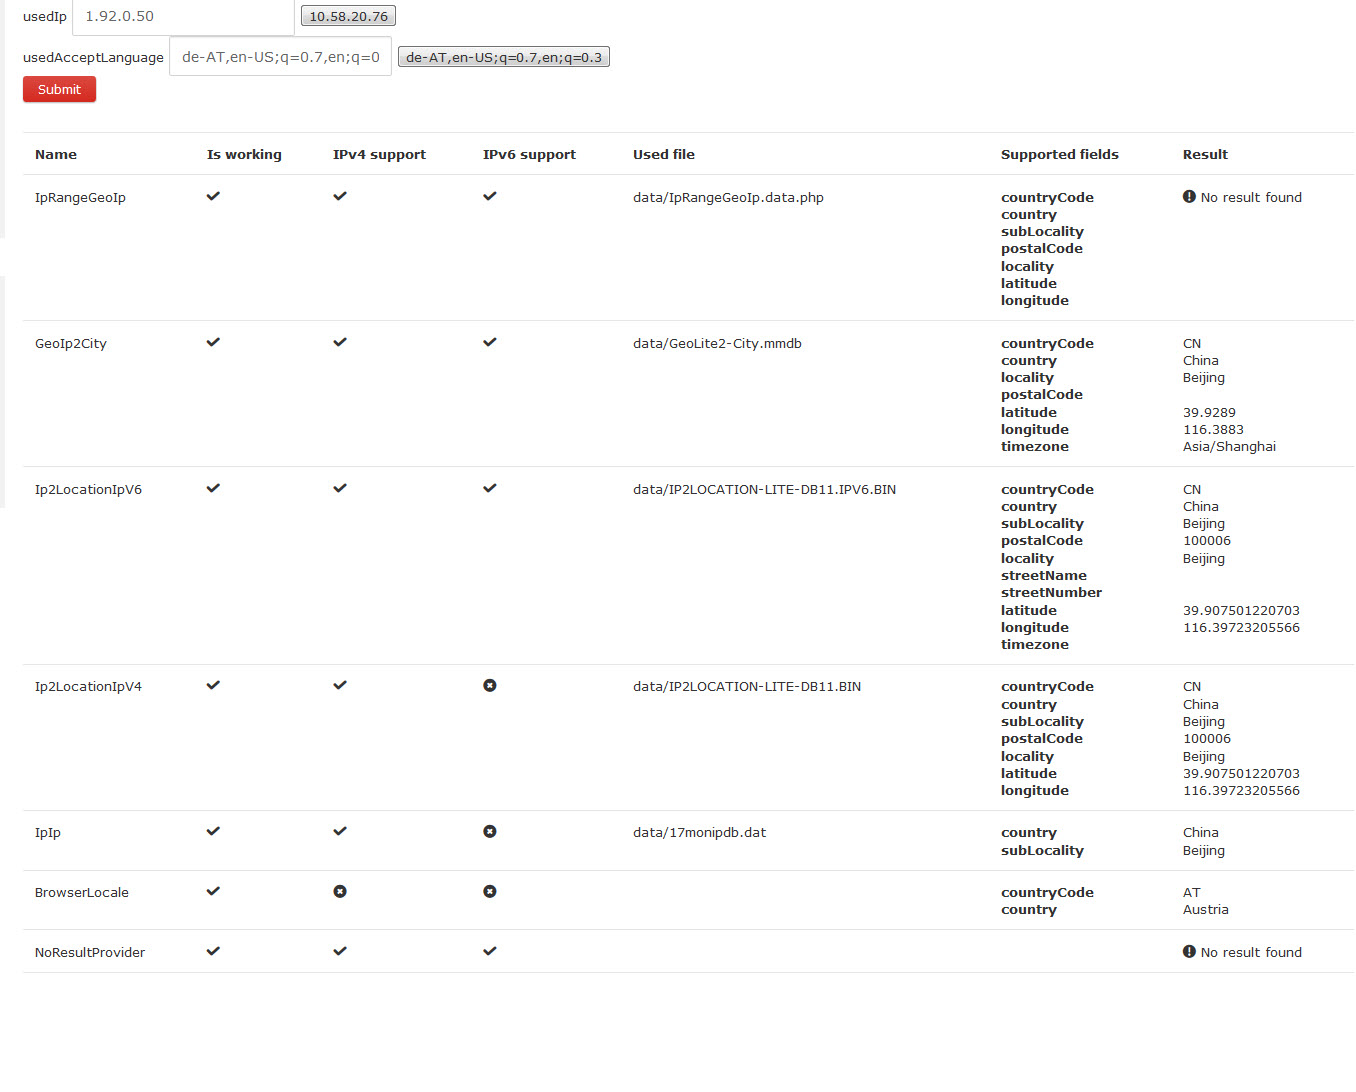 usedIp 1.92.0.50 10.58.20.76
usedAcceptLanguage de-AT,en-US;q=0.7,en;q=0 de-AT,en-US;q=0.7,en;q=0.3
Submit
Name Is working IPv4 support IPv6 support Used file Supported fields Result
IpRangeGeoIp data/IpRangeGeoIp.data.php countryCode No result found
country
subLocality
postalCode
locality
latitude
longitude
GeoIp2City data/GeoLite2-City.mmdb countryCode CN
country China
locality Beijing
postalCode
latitude 39.9289
longitude 116.3883
timezone Asia/Shanghai
Ip2LocationIpV6 data/IP2LOCATION-LITE-DB11.IPV6.BIN countryCode CN
country China
subLocality Beijing
postalCode 100006
locality Beijing
streetName
streetNumber
latitude 39.907501220703
longitude 116.39723205566
timezone
Ip2LocationIpV4 data/IP2LOCATION-LITE-DB11.BIN countryCode CN
country China
subLocality Beijing
postalCode 100006
locality Beijing
latitude 39.907501220703
longitude 116.39723205566
IpIp data/17monipdb.dat country China
subLocality Beijing
BrowserLocale countryCode AT
country Austria
NoResultProvider No result found